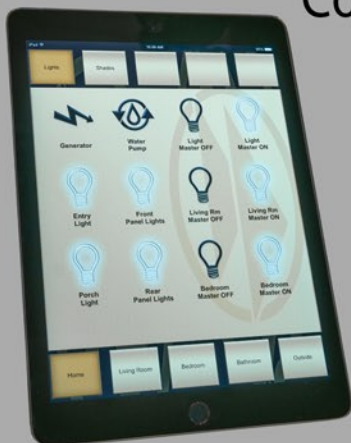 Co
Lights
Shades
Generator
Water
Pump
Light
Master OFF
Light
Master ON
Entry
Light
Front
Panel Lights
Living Rm
Master OFF
Living Rm
Master ON
Porch
Light
Rear
Panel Lights
Bedroom
Master OFF
Bedroom
Master ON
Home
Living Room
Bedroom
Bathroom
Outside